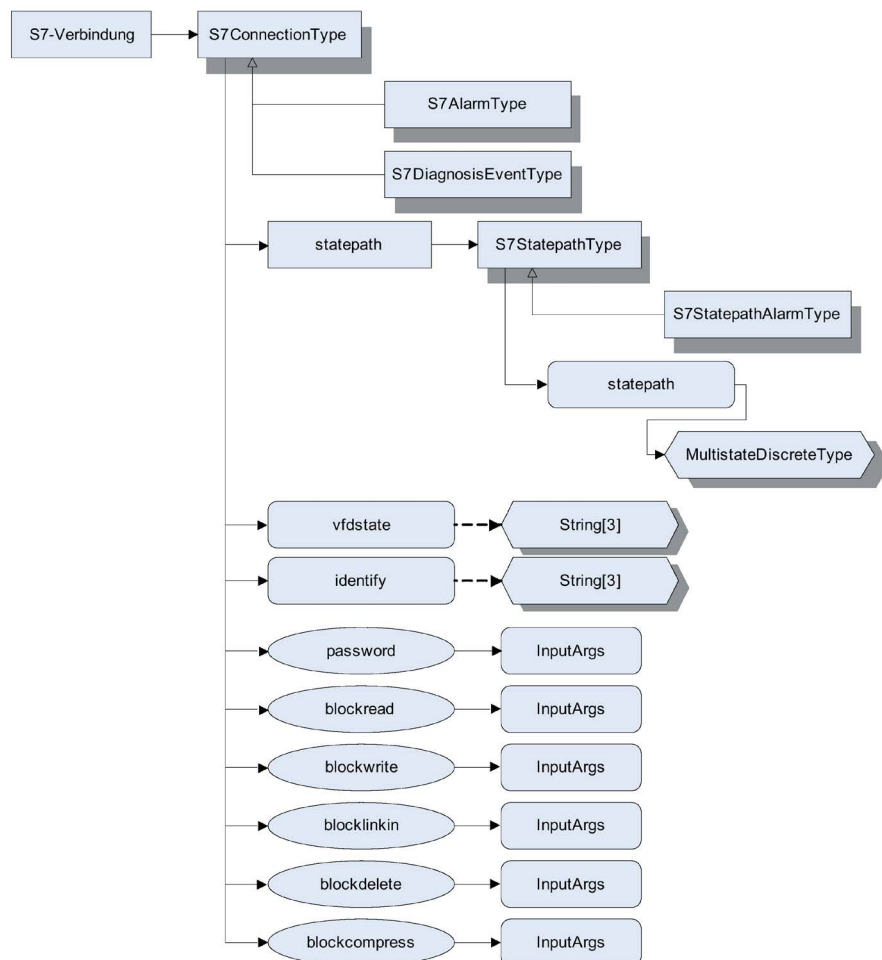 S7-Verbindung
S7ConnectionType
S7AlarmType
S7DiagnosisEventType
statepath
S7StatepathType
S7StatepathAlarmType
statepath
MultistateDiscreteType
vfdstate
String[3]
identify
String[3]
password
InputArgs
blockread
InputArgs
blockwrite
InputArgs
blocklinkin
InputArgs
blockdelete
InputArgs
blockcompress
InputArgs